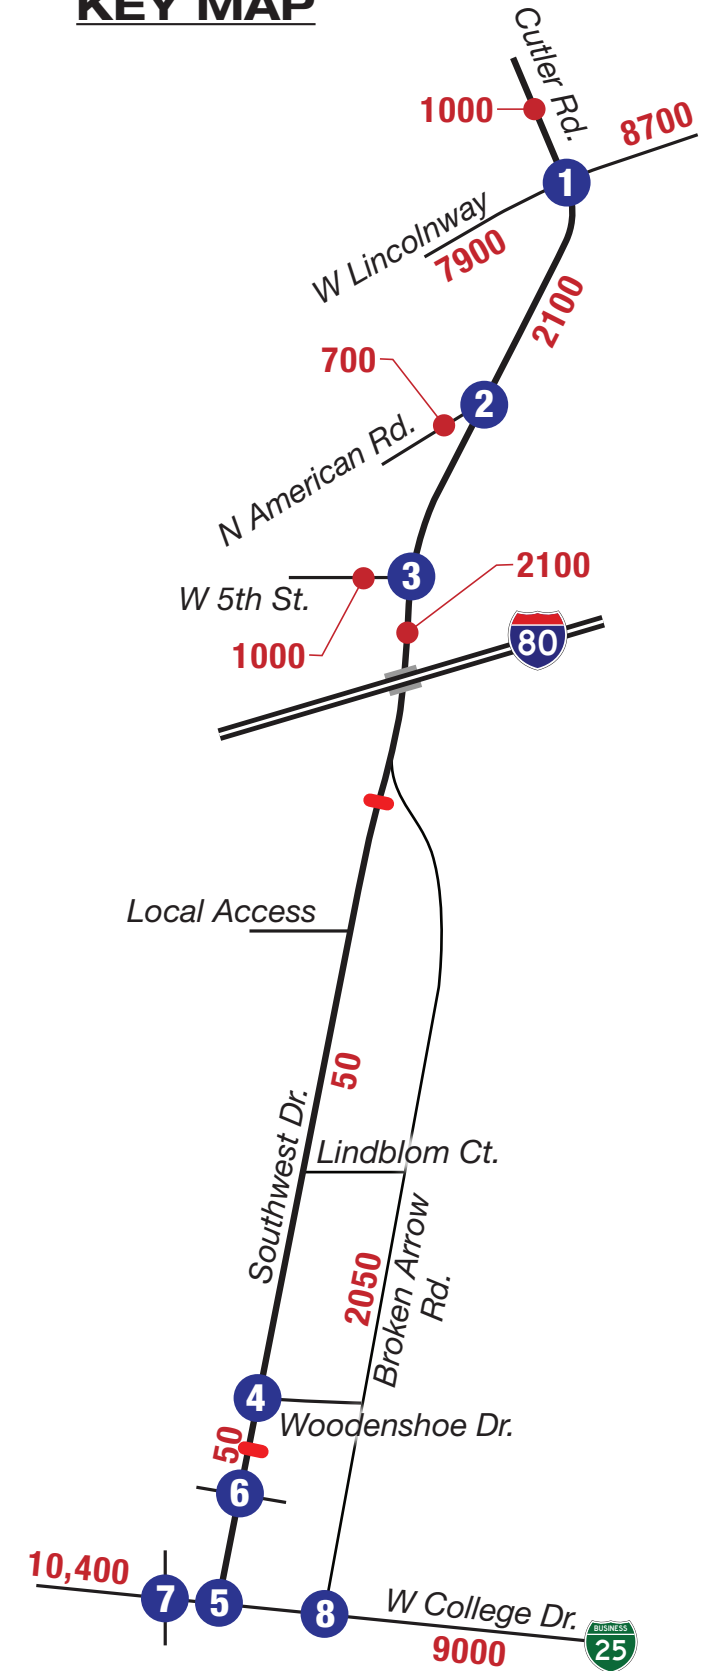 KEY MAP
Cutler Rd.
1000
8700
1
W Lincolnway
7900
2100
700
2
N American Rd.
3
2100
W 5th St.
1000
80
Local Access
50
Southwest Dr.
Lindblom Ct.
2050
Broken Arrow
Rd.
4
Woodenshoe Dr.
50
6
10,400
7
5
8
W College Dr.
9000
BUSINESS
25